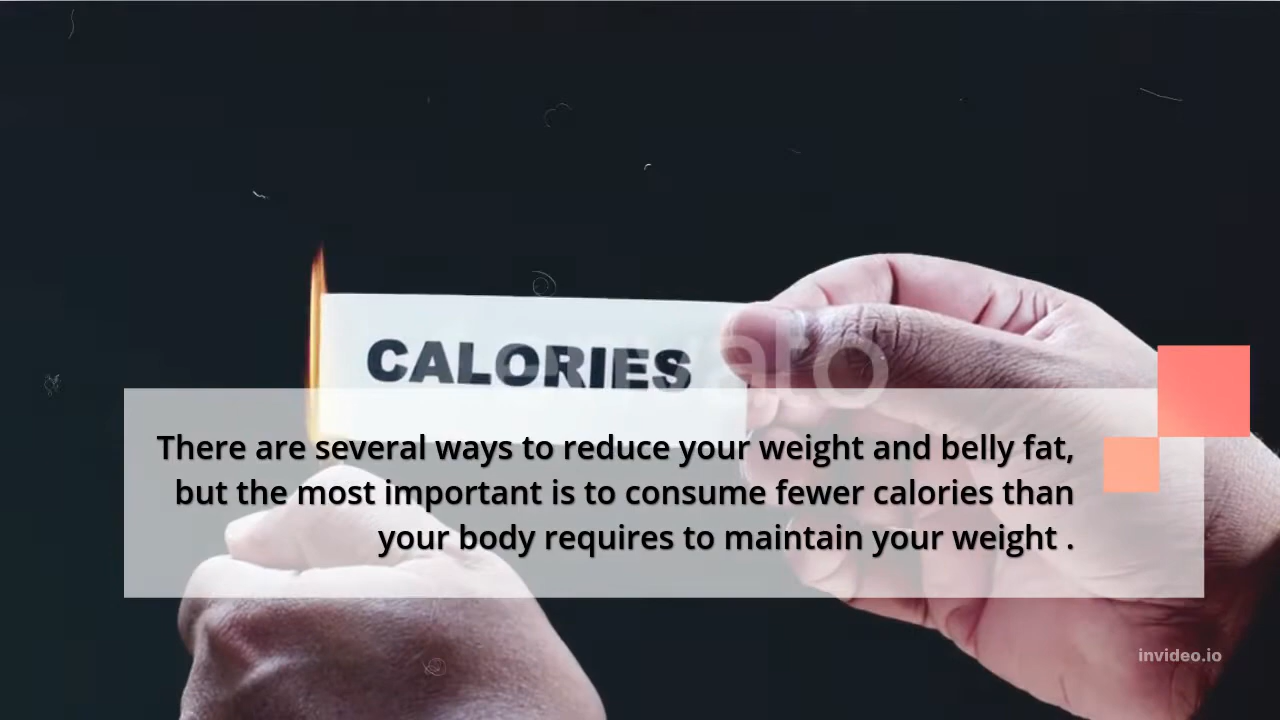 CALORIES
envato
There are several ways to reduce your weight and belly fat,
but the most important is to consume fewer calories than
your body requires to maintain your weight .
invideo.io